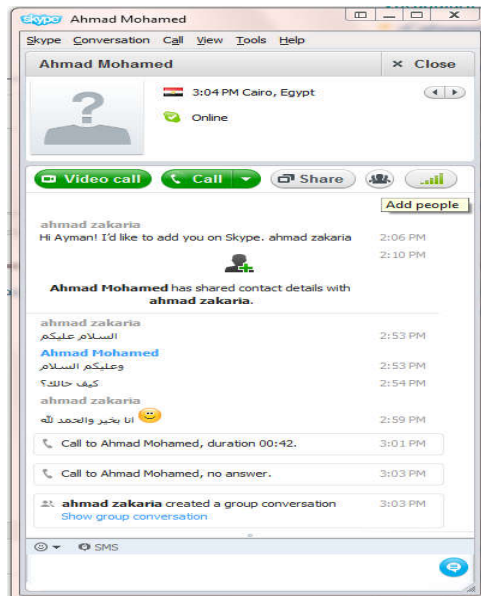 skype Ahmad Mohamed
Skype Conversation Call View Tools Help
Ahmad Mohamed × Close
?
3:04 PM Cairo, Egypt
Online
Video call Call Share
Add people
ahmad zakaria
Hi Ayman! I'd like to add you on Skype. ahmad zakaria 2:06 PM
2:10 PM
Ahmad Mohamed has shared contact details with
ahmad zakaria.
ahmad zakaria
السلام عليكم 2:53 PM
Ahmad Mohamed
وعليكم السلام 2:53 PM
كيف حالك؟ 2:54 PM
ahmad zakaria
انا بخير والحمد لله 2:59 PM
Call to Ahmad Mohamed, duration 00:42. 3:01 PM
Call to Ahmad Mohamed, no answer. 3:03 PM
ahmad zakaria created a group conversation 3:03 PM
Show group conversation
SMS